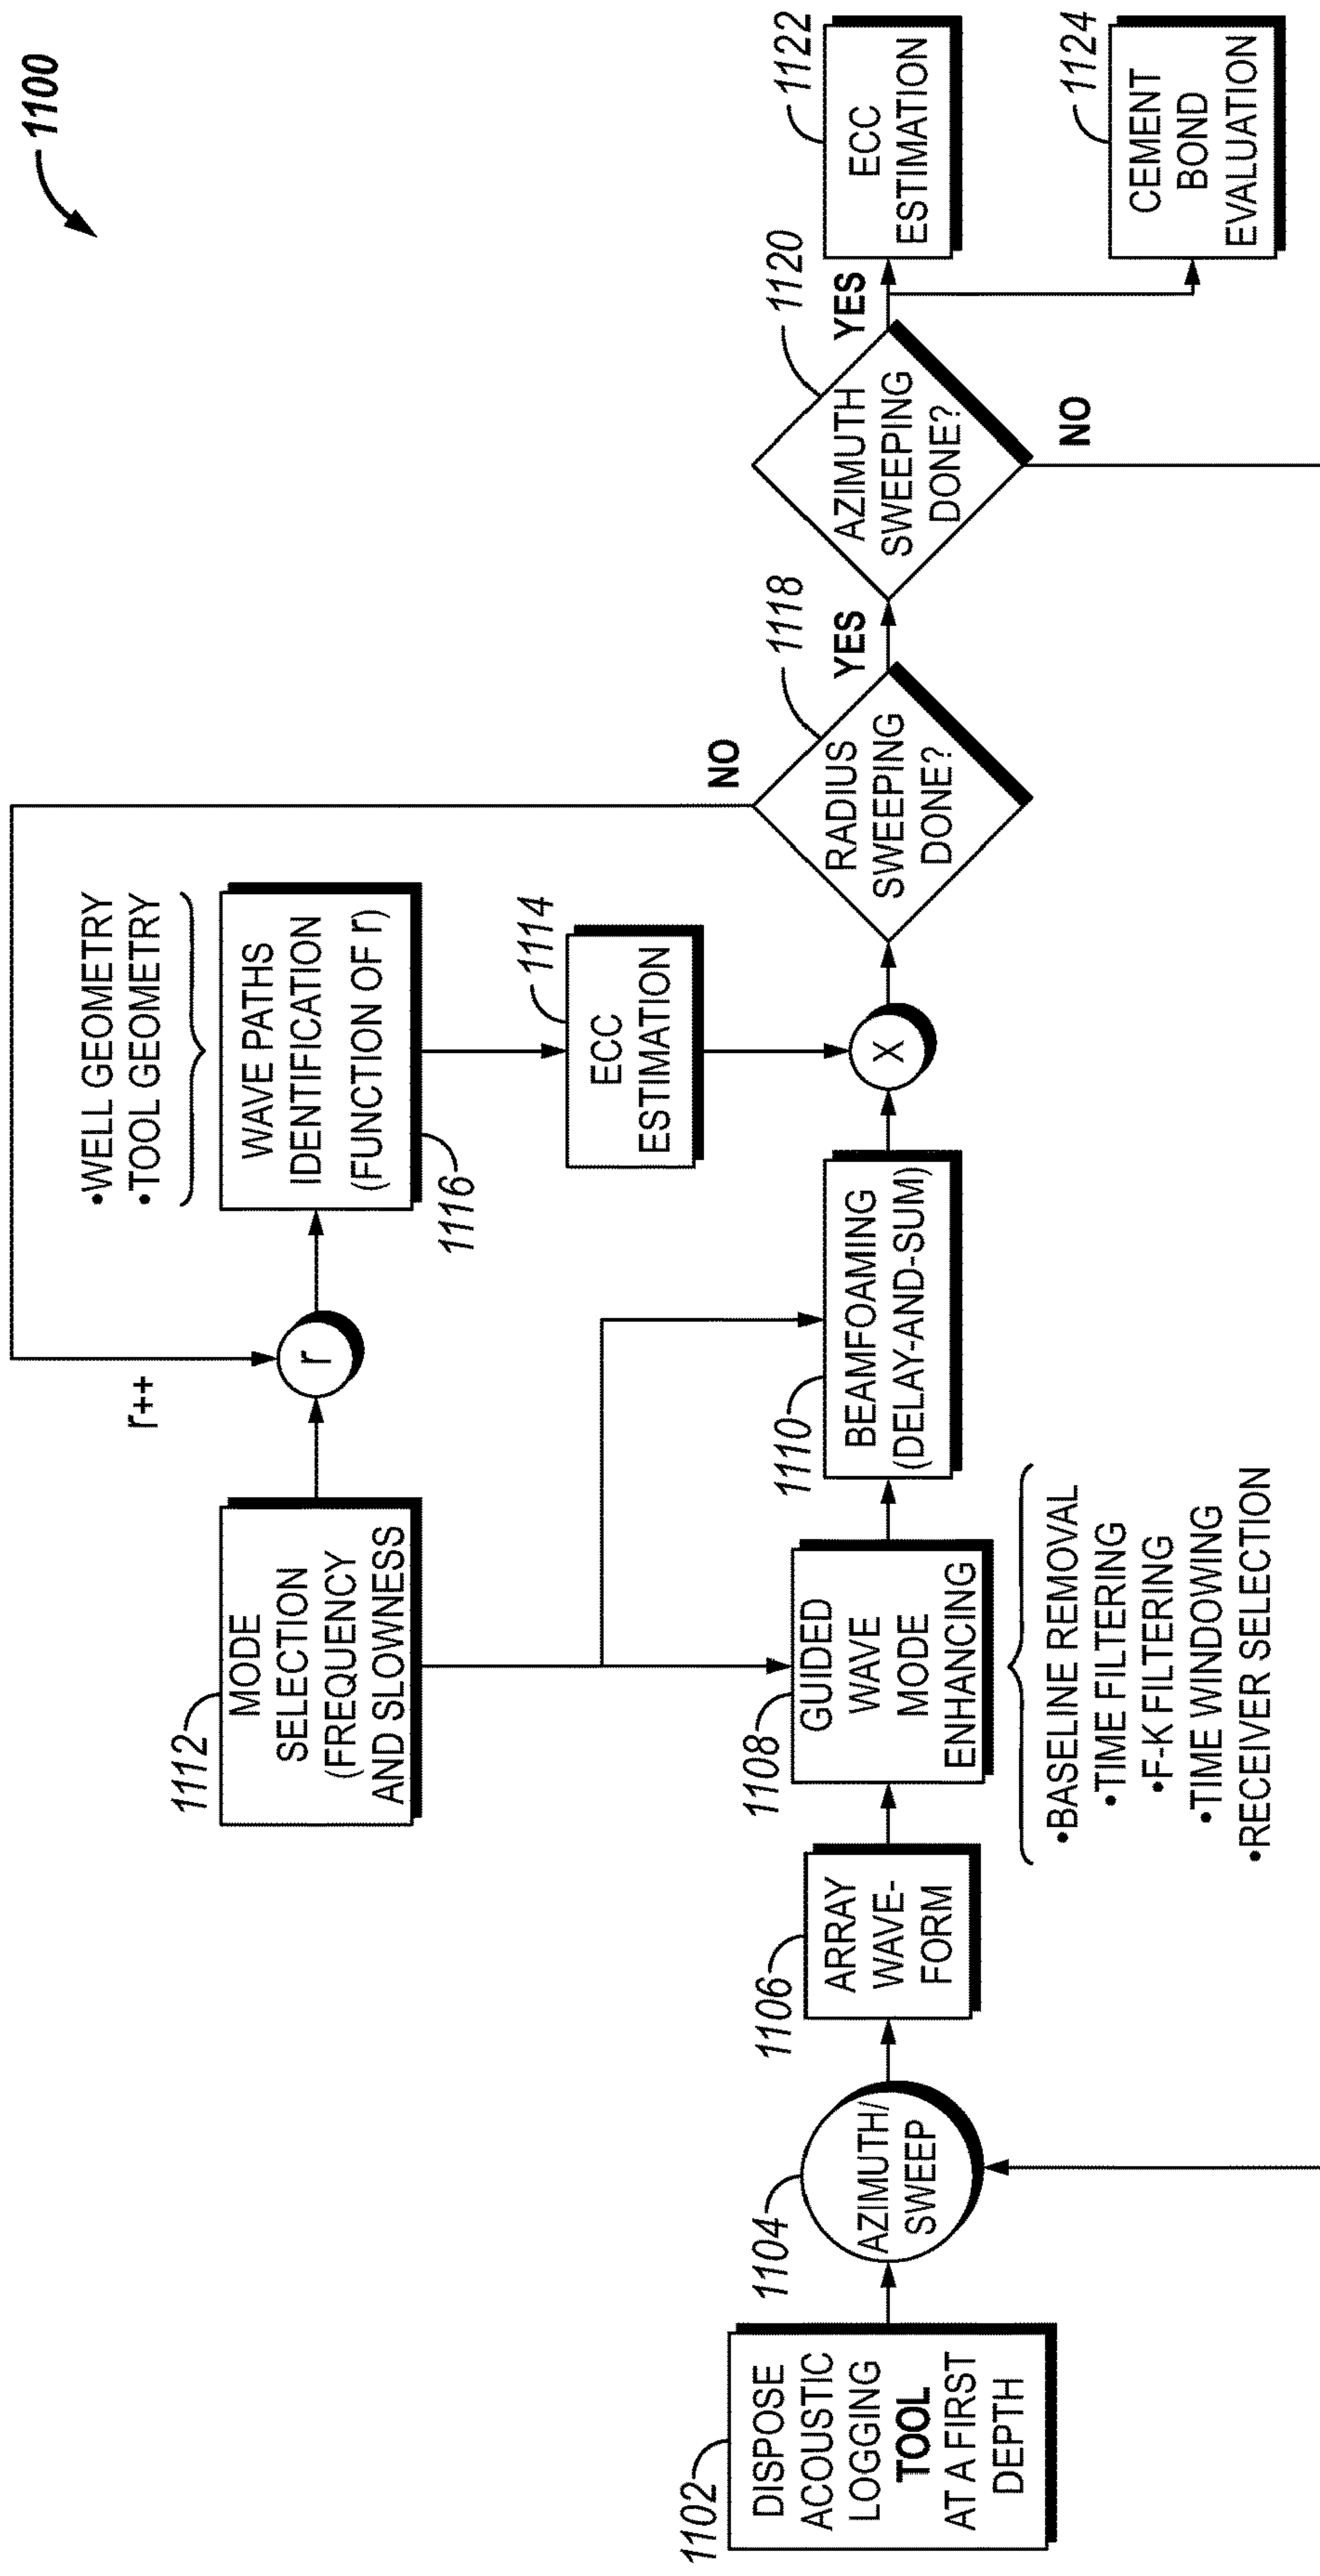 1100
1112
MODE
SELECTION
(FREQUENCY
AND SLOWNESS
r++
r
•WELL GEOMETRY
•TOOL GEOMETRY
WAVE PATHS
IDENTIFICATION
(FUNCTION OF r)
1116
1114
ECC
ESTIMATION
1102
DISPOSE
ACOUSTIC
LOGGING
TOOL
AT A FIRST
DEPTH
1104
AZIMUTH/
SWEEP
1106
ARRAY
WAVE-
FORM
1108
GUIDED
WAVE
MODE
ENHANCING
•BASELINE REMOVAL
•TIME FILTERING
•F-K FILTERING
•TIME WINDOWING
•RECEIVER SELECTION
1110
BEAMFOAMING
(DELAY-AND-SUM)
X
NO
1118
RADIUS
SWEEPING
DONE?
YES
1120
AZIMUTH
SWEEPING
DONE?
YES
NO
1122
ECC
ESTIMATION
1124
CEMENT
BOND
EVALUATION